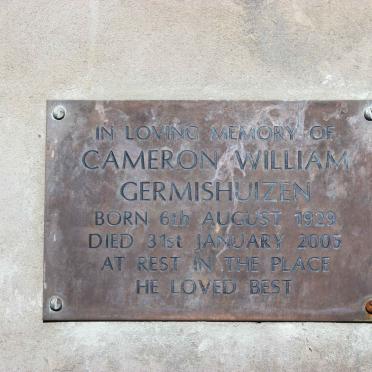 IN LOVING MEMORY OF
CAMERON WILLIAM
GERMISHUIZEN
BORN 6th AUGUST 1929
DIED 31st JANUARY 2005
AT REST IN THE PLACE
HE LOVED BEST